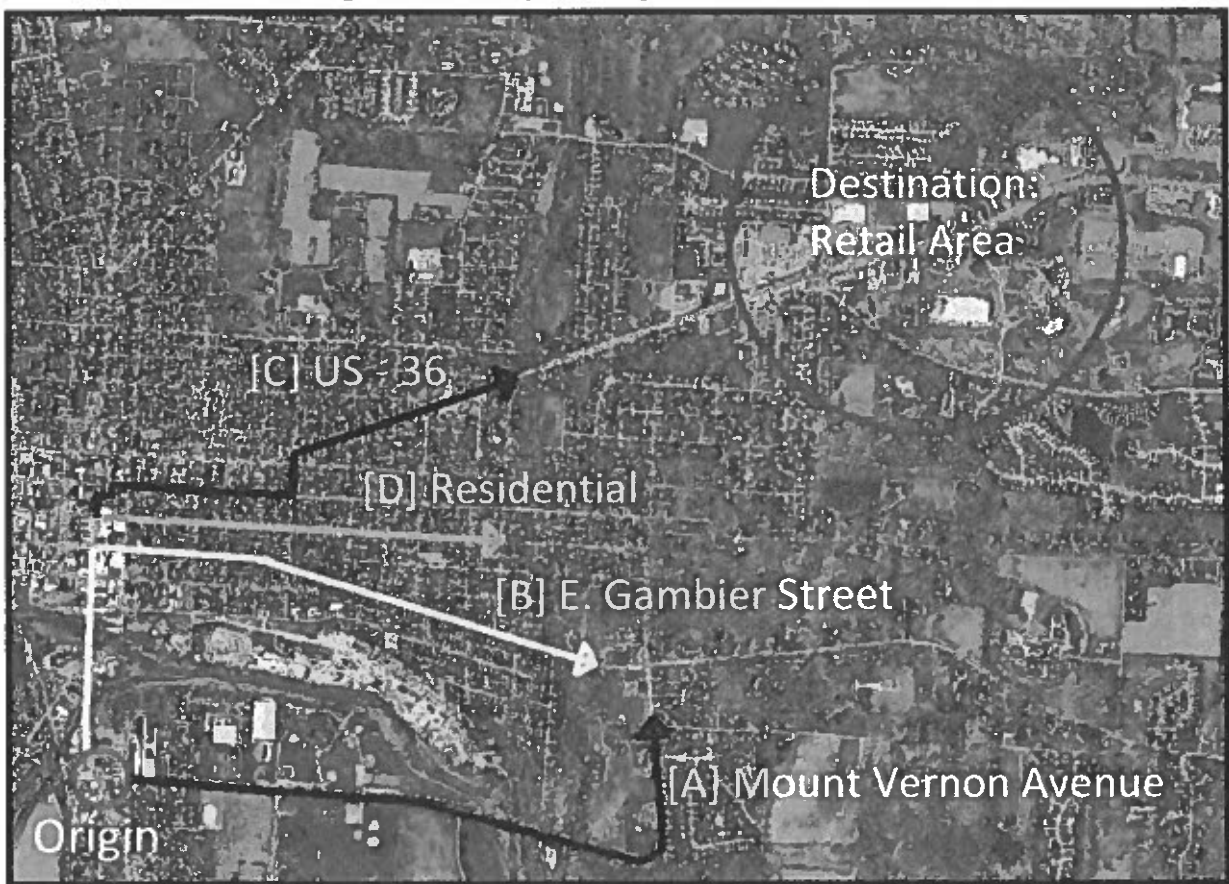 Destination:
Retail Area
[C] US - 36
[D] Residential
[B] E. Gambier Street
[A] Mount Vernon Avenue
Origin